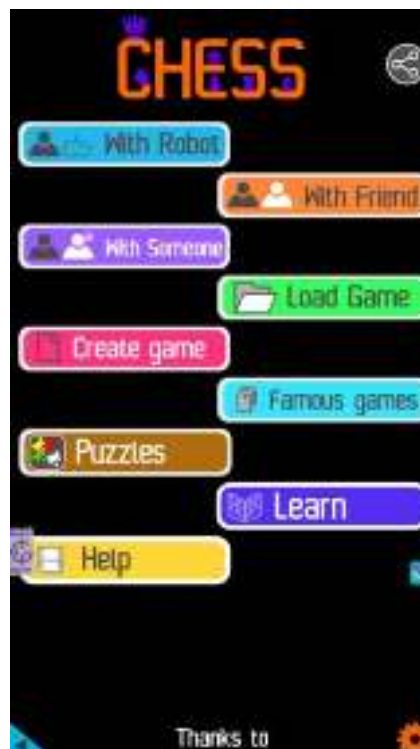 CHESS
With Robot
With Friend
With Someone
Load Game
Create game
Famous games
Puzzles
Learn
Help
Thanks to